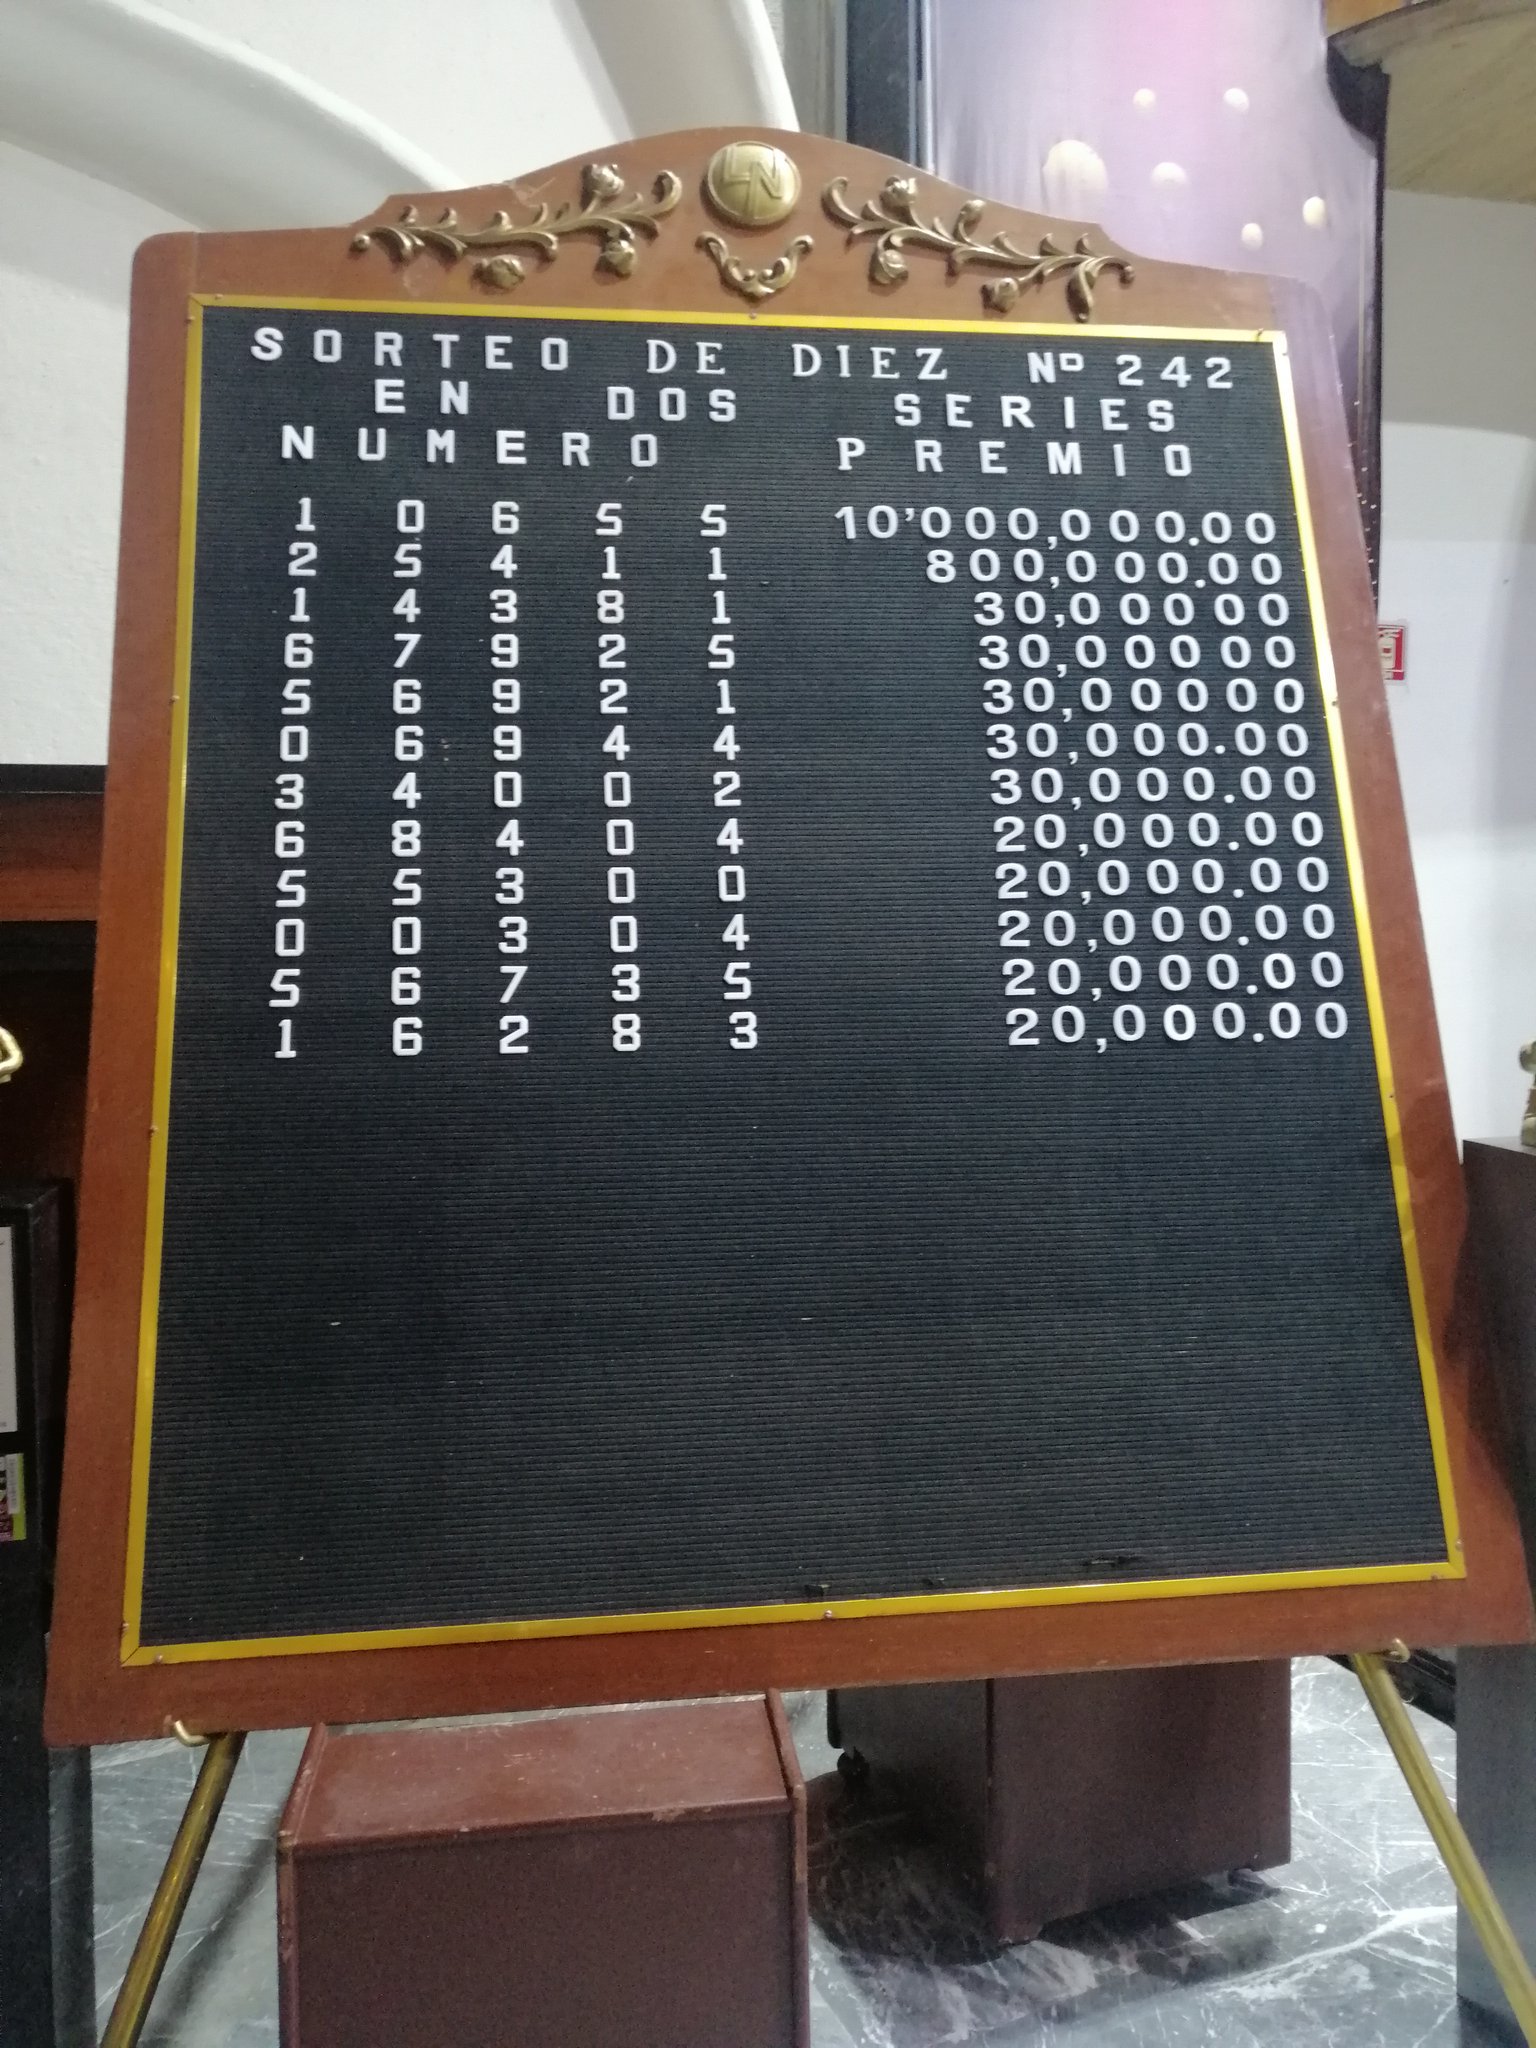 LN
SORTEO DE DIEZ Nº 242
EN DOS SERIES
NUMERO PREMIO
1 0 6 5 5 10'000,000.00
2 5 4 1 1 800,000.00
1 4 3 8 1 30,00000
6 7 9 2 5 30,00000
5 6 9 2 1 30,00000
0 6 9 4 4 30,000.00
3 4 0 0 2 30,000.00
6 8 4 0 4 20,000.00
5 5 3 0 0 20,000.00
0 0 3 0 4 20,000.00
5 6 7 3 5 20,000.00
1 6 2 8 3 20,000.00